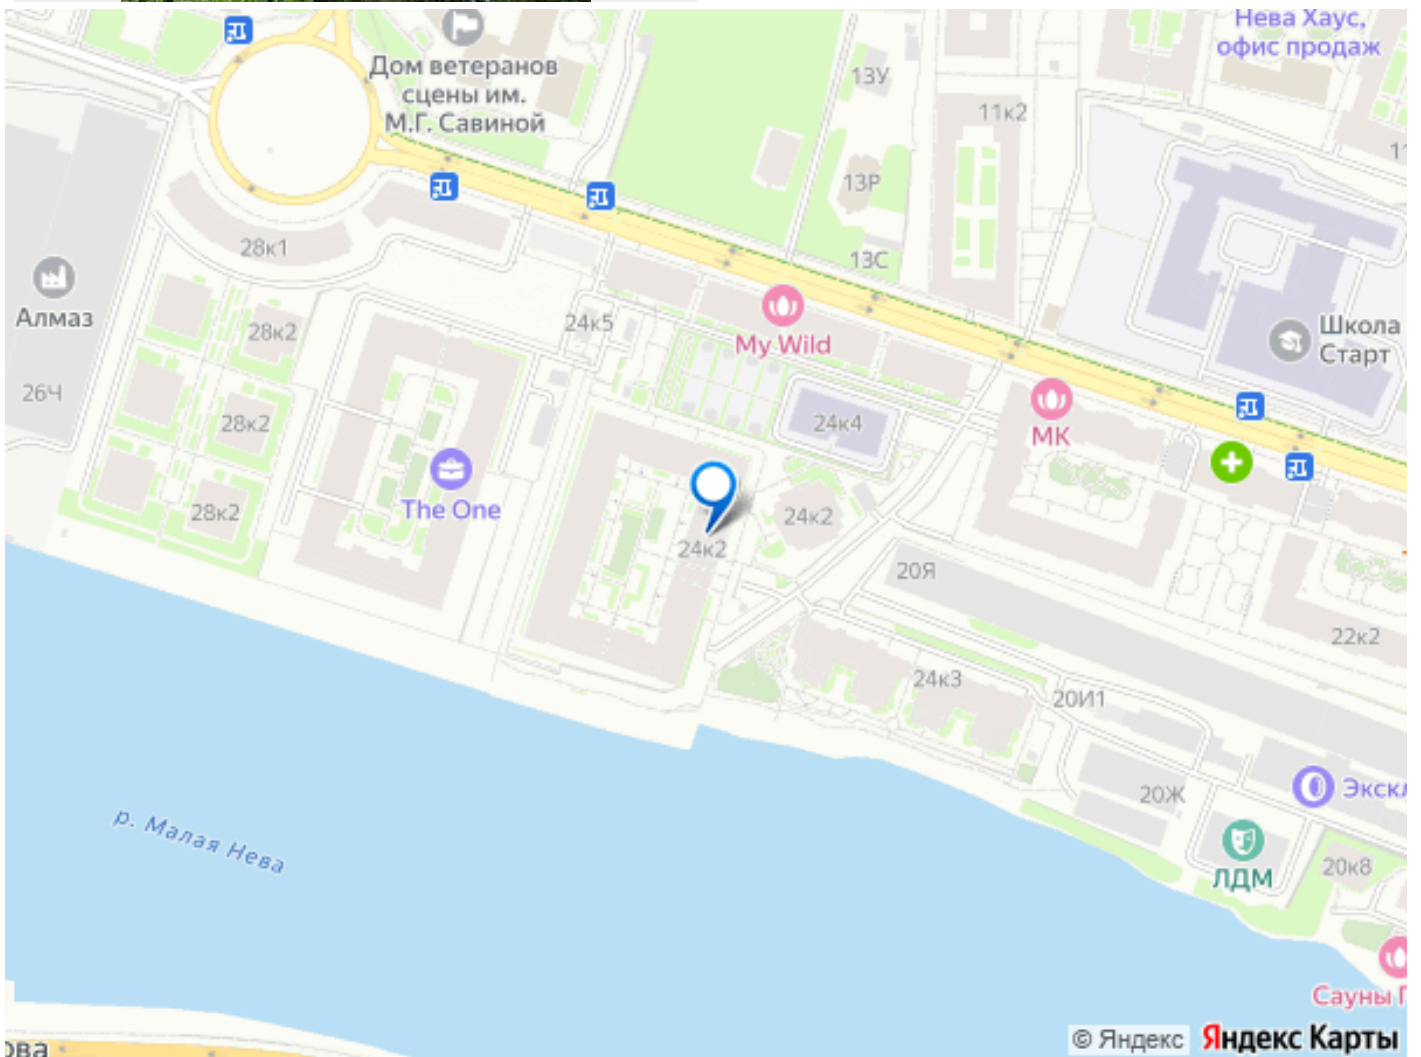 Нева Хаус,
офис продаж
Дом ветеранов
сцены им.
М.Г. Савиной
13У
11к2
11
13Р
13С
28к1
Алмаз
My Wild
24к5
Школа
Старт
28к2
26Ч
МК
28к2
24к4
The One
28к2
24к2
24к2
20Я
22к2
24к3
20И1
20Ж
р. Малая Нева
ЛДМ
20к8
Сауны
© Яндекс
Яндекс Карты